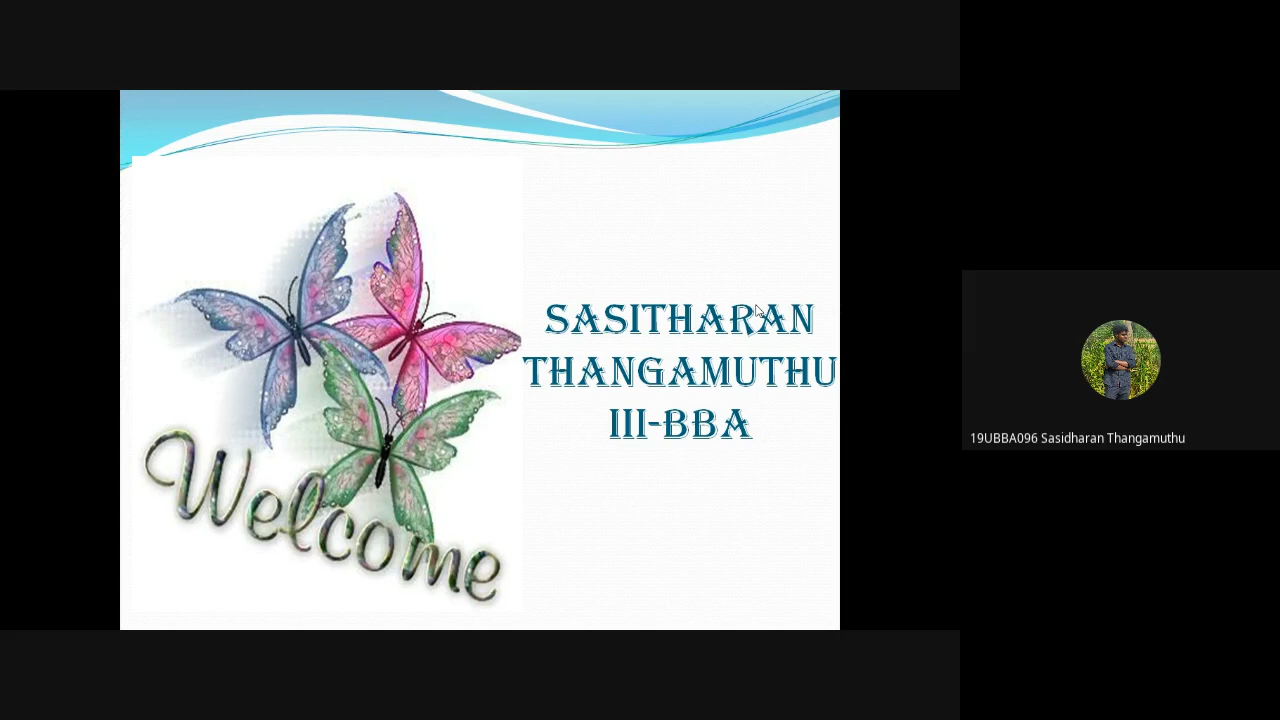 SASITHARAN
THANGAMUTHU
III-BBA
Welcome
19UBBA096 Sasidharan Thangamuthu